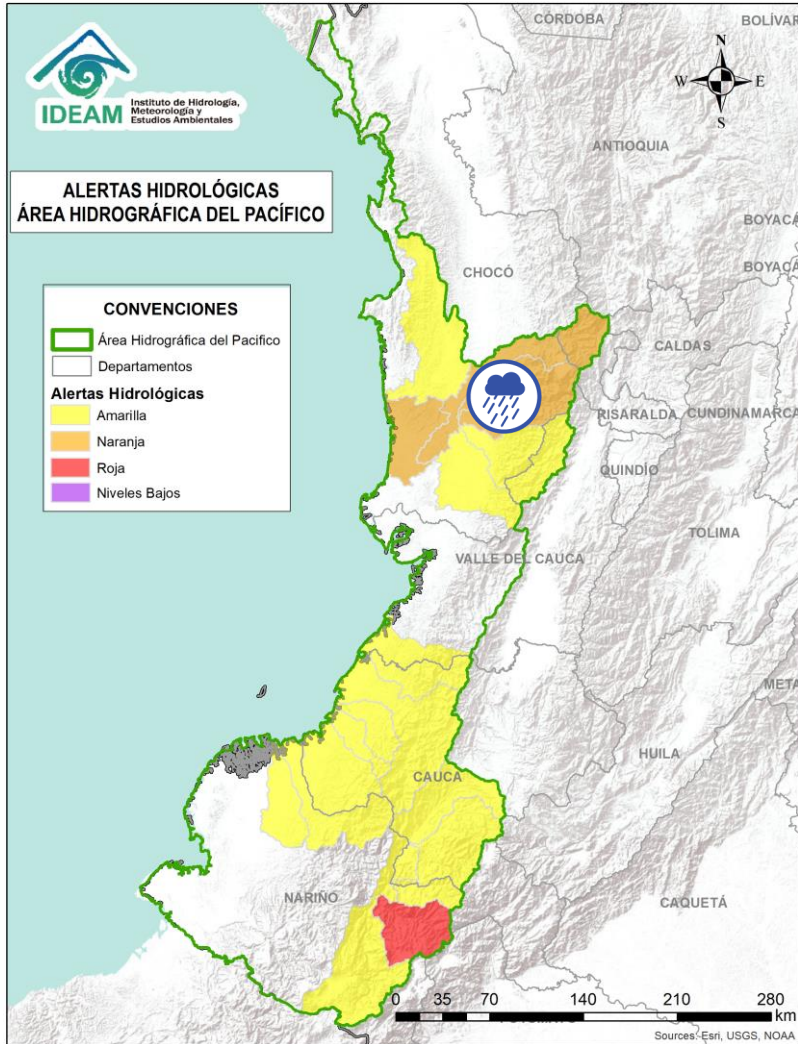 IDEAM
Instituto de Hidrología,
Meteorología y
Estudios Ambientales
ALERTAS HIDROLÓGICAS
ÁREA HIDROGRÁFICA DEL PACÍFICO
CONVENCIONES
Área Hidrográfica del Pacifico
Departamentos
Alertas Hidrológicas
Amarilla
Naranja
Roja
Niveles Bajos
N
W E
S
CÓRDOBA
BOLÍVAR
ANTIOQUIA
BOYACÁ
CHOCÓ
BOYACÁ
CALDAS
RISARALDA
CUNDINAMARCA
QUINDÍO
TOLIMA
VALLE DEL CAUCA
META
HUILA
CAUCA
NARIÑO
CAQUETÁ
0 35 70 140 210 280
km
Sources: Esri, USGS, NOAA